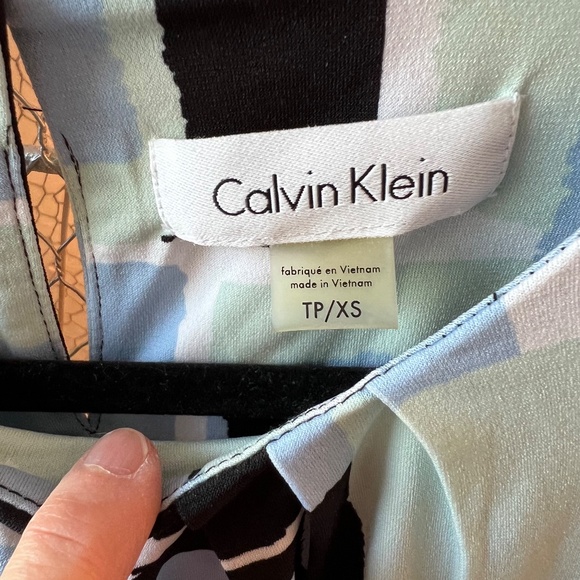 Calvin Klein
fabriqué en Vietnam
made in Vietnam
TP/XS